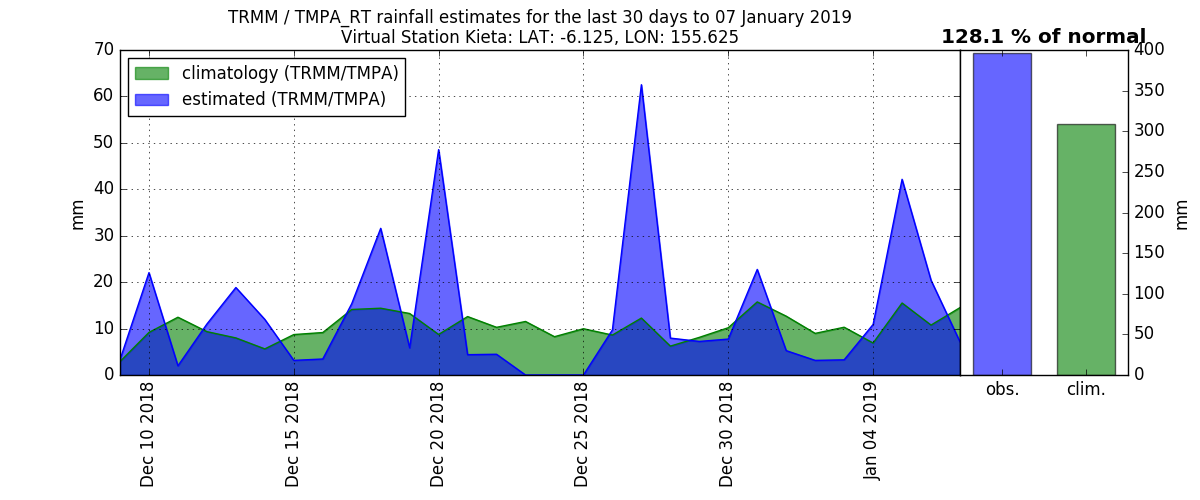 TRMM / TMPA_RT rainfall estimates for the last 30 days to 07 January 2019
Virtual Station Kieta: LAT: -6.125, LON: 155.625
128.1 % of normal
climatology (TRMM/TMPA)
estimated (TRMM/TMPA)
70
60
50
40
30
20
10
0
mm
Dec 10 2018
Dec 15 2018
Dec 20 2018
Dec 25 2018
Dec 30 2018
Jan 04 2019
400
350
300
250
200
150
100
50
0
mm
obs.
clim.